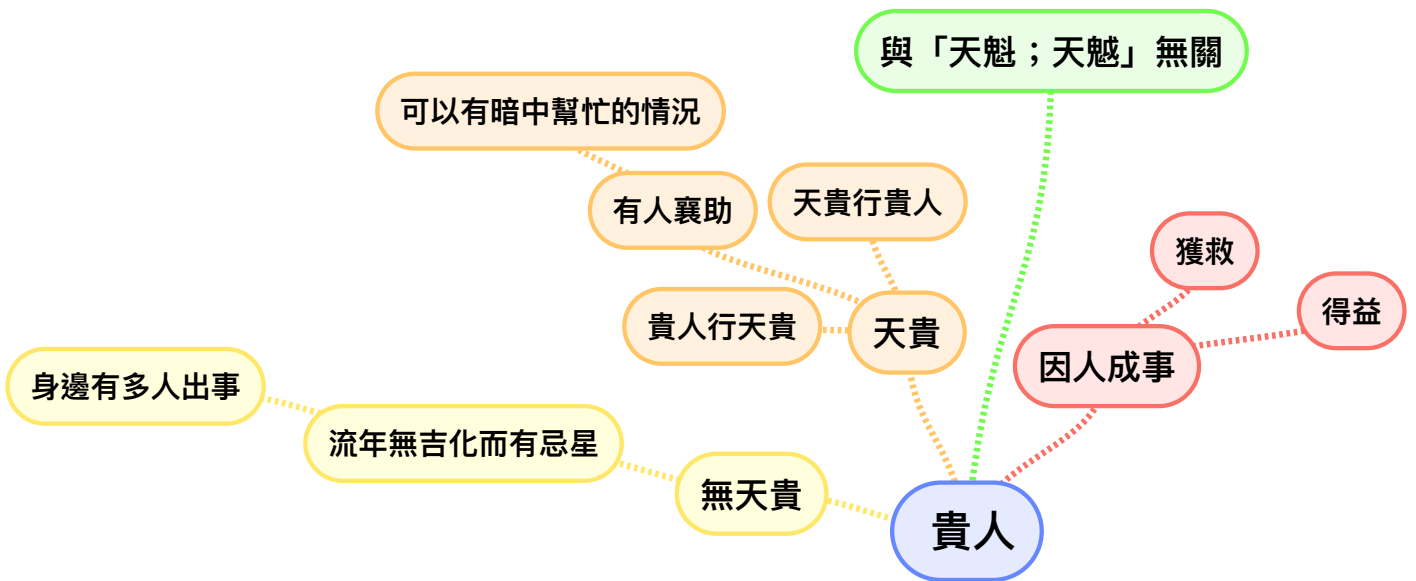 與「天魁；天魆」無關
可以有暗中幫忙的情況
有人襄助
天貴行貴人
獲救
得益
貴人行天貴
天貴
因人成事
身邊有多人出事
流年無吉化而有忌星
無天貴
貴人